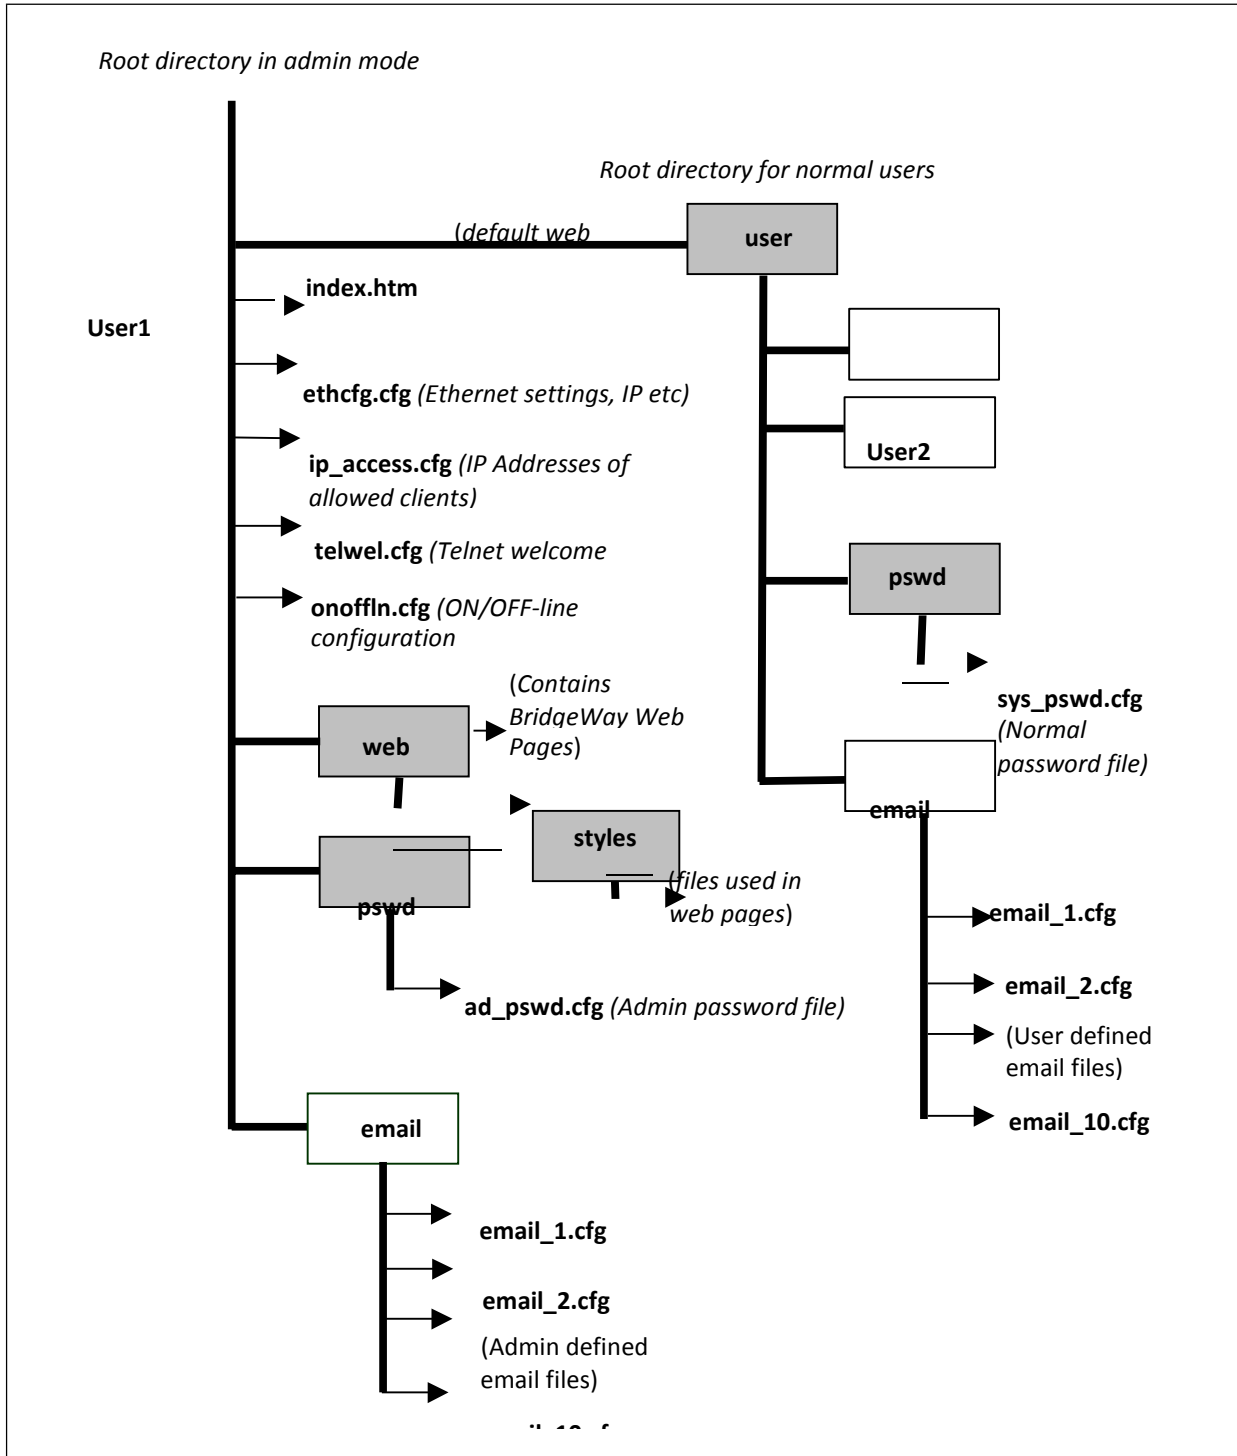 Root directory in admin mode
Root directory for normal users
(default web
user
index.htm
User1
ethcfg.cfg (Ethernet settings, IP etc)
ip_access.cfg (IP Addresses of
allowed clients)
User2
telwel.cfg (Telnet welcome
onoffln.cfg (ON/OFF-line
configuration
pswd
(Contains
BridgeWay Web
Pages)
web
sys_pswd.cfg
(Normal
password file)
email
styles
(files used in
web pages)
pswd
ad_pswd.cfg (Admin password file)
email_1.cfg
email_2.cfg
(User defined
email files)
email_10.cfg
email
email_1.cfg
email_2.cfg
(Admin defined
email files)